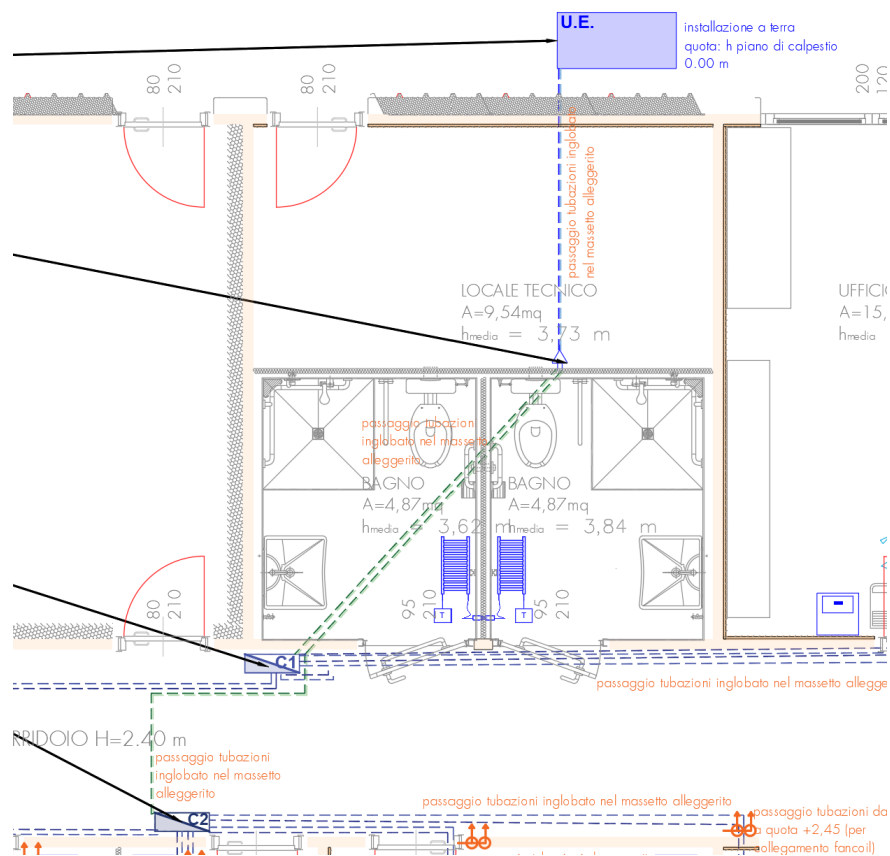 U.E.
installazione a terra
quota: h piano di calpestio
0.00 m
80
210
80
210
200
120
passaggio tubazioni inglobato
nel massetto alleggerito
LOCALE TECNICO
A=9,54mq
hmedia = 3,73 m
UFFICIO
A=15,
hmedia
passaggio tubazioni
inglobato nel massetto
alleggerito
BAGNO
A=4,87mq
hmedia = 3,62 m
BAGNO
A=4,87mq
hmedia = 3,84 m
80
210
95
210
95
210
T
T
C1
passaggio tubazioni inglobato nel massetto allegge
RRIDOIO H=2.40 m
passaggio tubazioni
inglobato nel massetto
alleggerito
C2
passaggio tubazioni inglobato nel massetto alleggerito
passaggio tubazioni da
a quota +2,45 (per
collegamento fancoil)